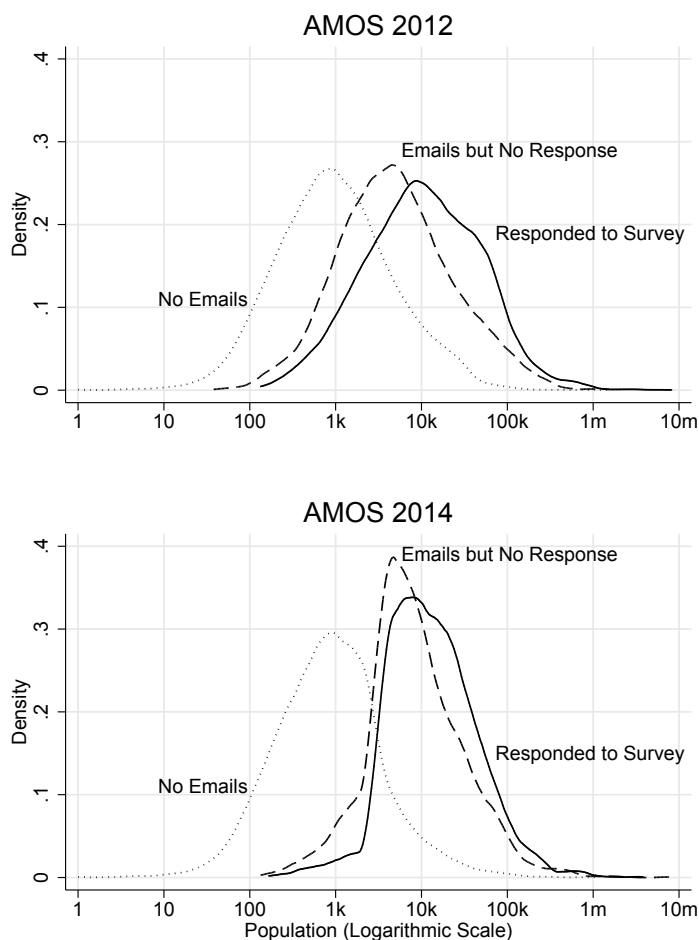 AMOS 2012
Density
.4
.3
.2
.1
0
Emails but No Response
Responded to Survey
No Emails
1 10 100 1k 10k 100k 1m 10m
AMOS 2014
Density
.4
.3
.2
.1
0
Emails but No Response
Responded to Survey
No Emails
1 10 100 1k 10k 100k 1m 10m
Population (Logarithmic Scale)